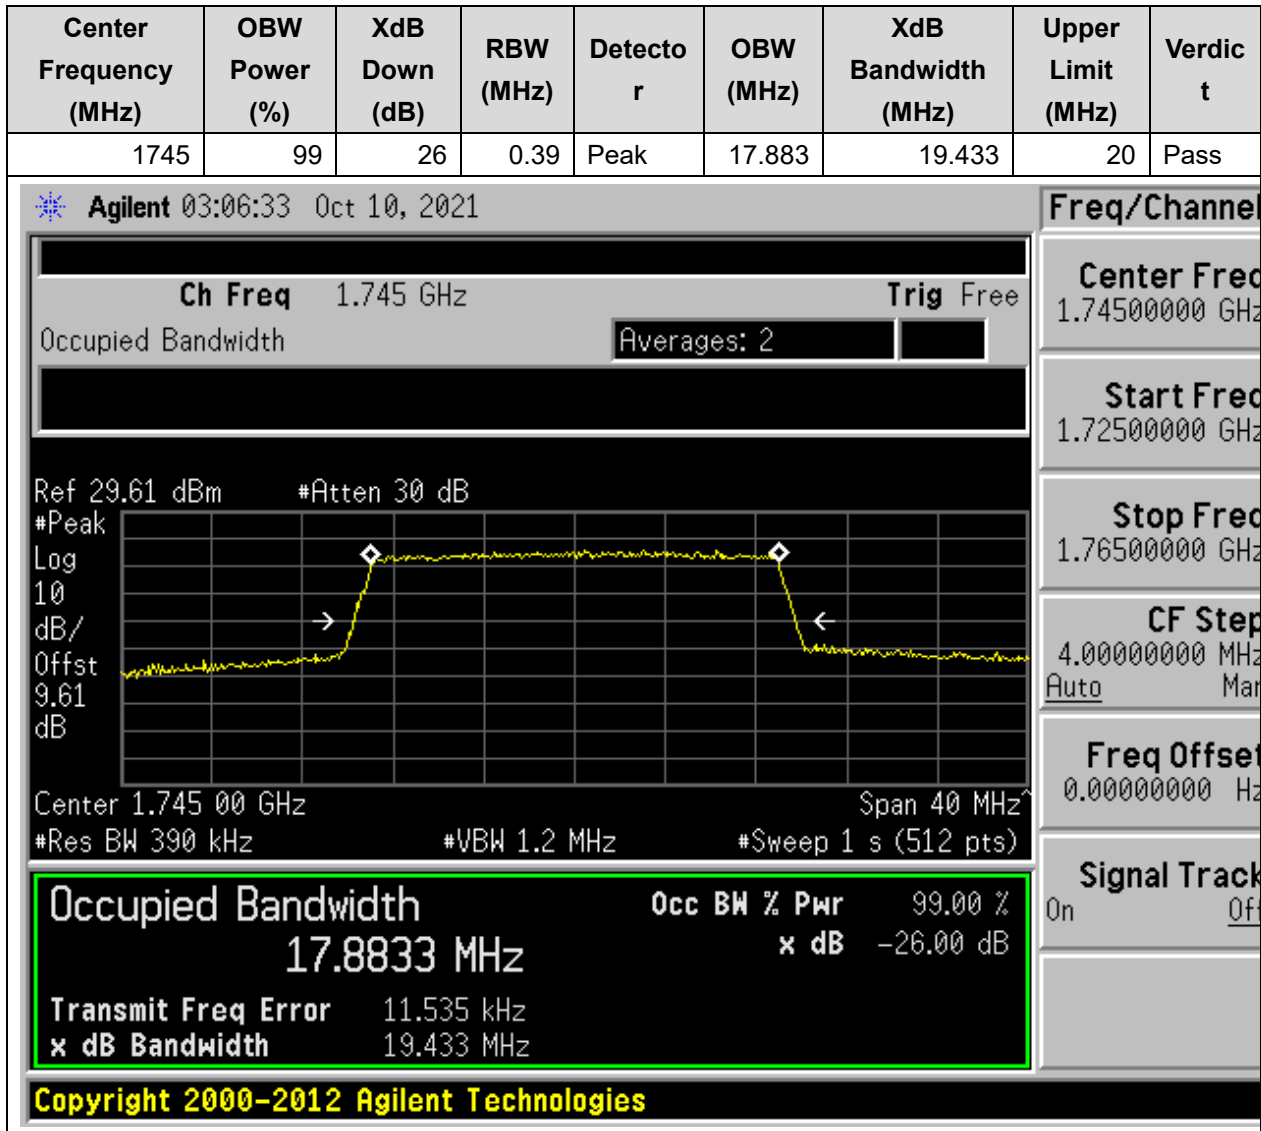 Center Frequency (MHz) OBW Power (%) XdB Down (dB) RBW (MHz) Detecto r OBW (MHz) XdB Bandwidth (MHz) Upper Limit (MHz) Verdic t
1745 99 26 0.39 Peak 17.883 19.433 20 Pass
Agilent 03:06:33 Oct 10, 2021
Ch Freq 1.745 GHz Trig Free
Occupied Bandwidth Averages: 2
Ref 29.61 dBm #Atten 30 dB
#Peak
Log
10
dB/
Offst
9.61
dB
Center 1.745 00 GHz Span 40 MHz^
#Res BW 390 kHz #VBW 1.2 MHz #Sweep 1 s (512 pts)
Occupied Bandwidth Occ BW % Pwr 99.00 %
17.8833 MHz x dB -26.00 dB
Transmit Freq Error 11.535 kHz
x dB Bandwidth 19.433 MHz
Copyright 2000-2012 Agilent Technologies
Freq/Channel
Center Freq
1.74500000 GHz
Start Freq
1.72500000 GHz
Stop Freq
1.76500000 GHz
CF Step
4.00000000 MHz
Auto Man
Freq Offset
0.00000000 Hz
Signal Track
On Off